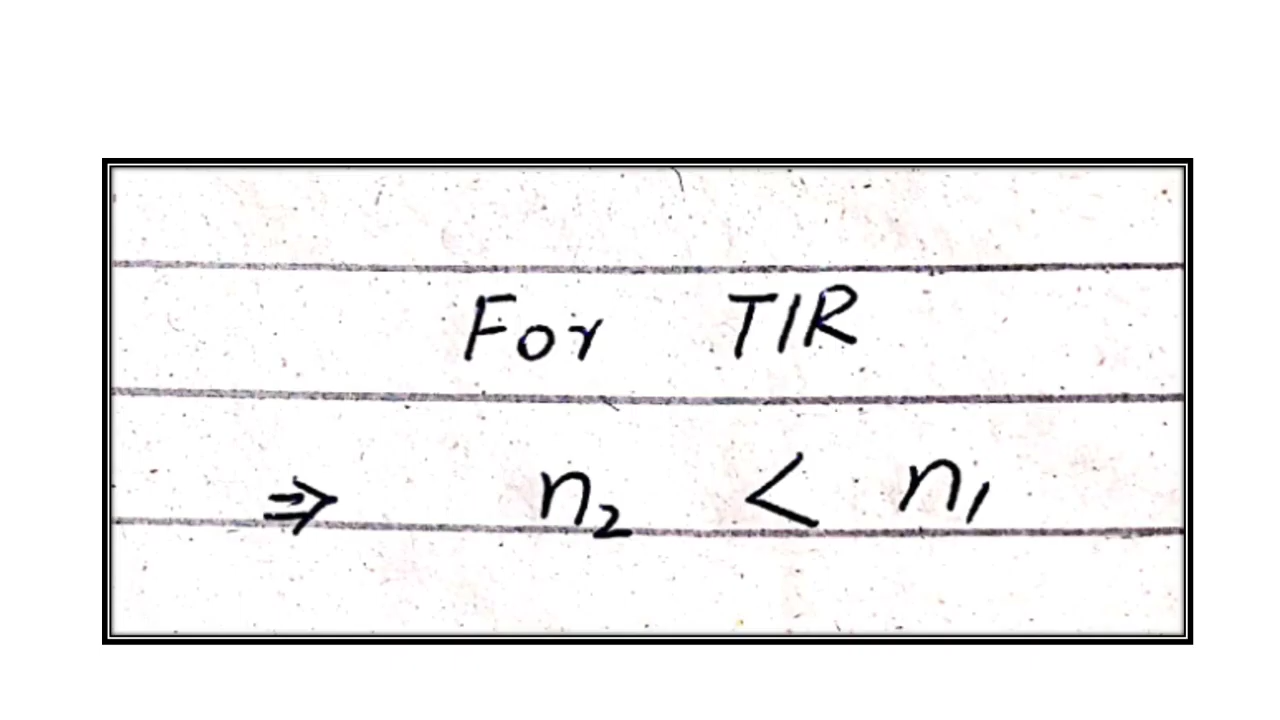 For TIR
⇒ n₂ < n₁